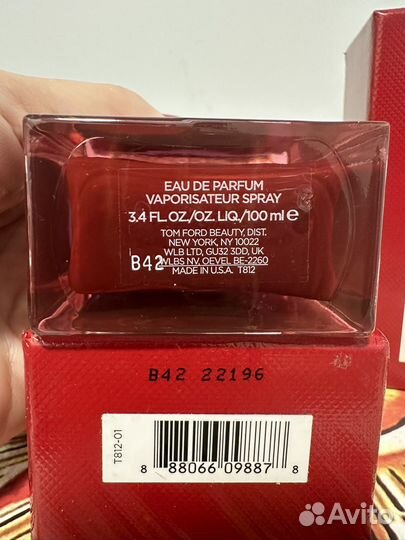 EAU DE PARFUM
VAPORISATEUR SPRAY
3.4 FL.OZ./OZ. LIQ./100 ml e
TOM FORD BEAUTY, DIST.
NEW YORK, NY 10022
WLB LTD, GU32 3DD, UK
WLBS NV, OEVEL BE-2260
MADE IN U.S.A. T812
B42
B42 22196
T812-01
8 88066 09887 8
Avito